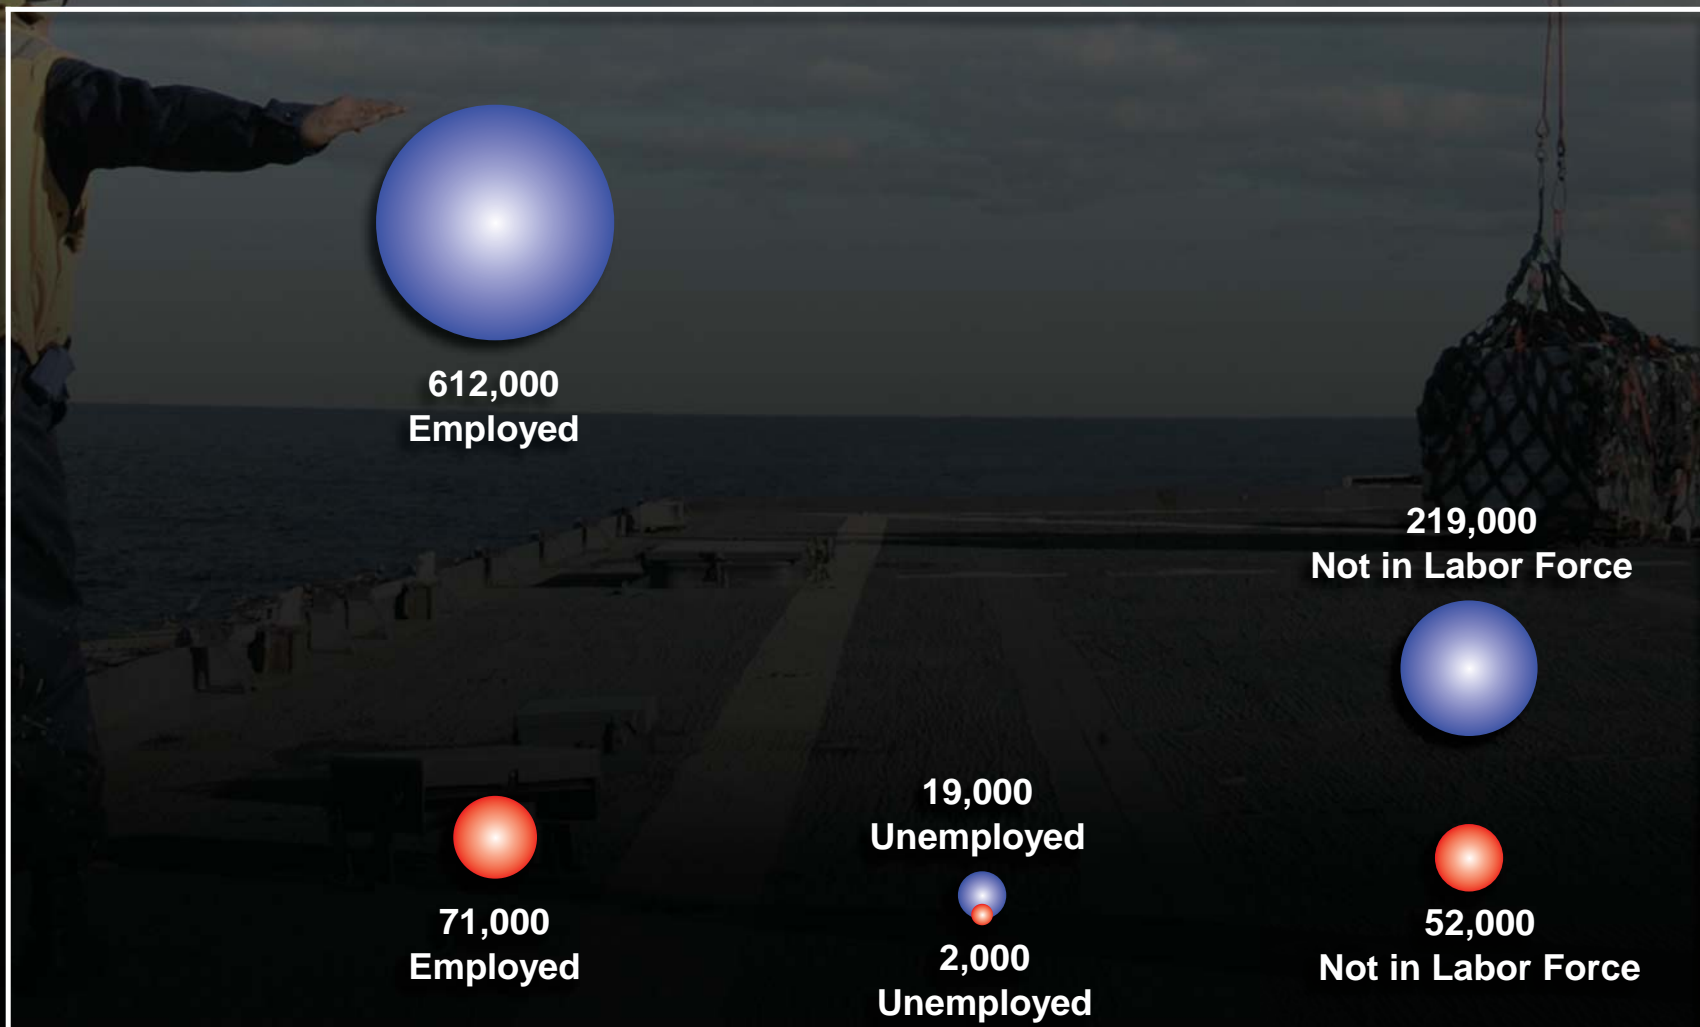 612,000
Employed
219,000
Not in Labor Force
19,000
Unemployed
71,000
Employed
2,000
Unemployed
52,000
Not in Labor Force